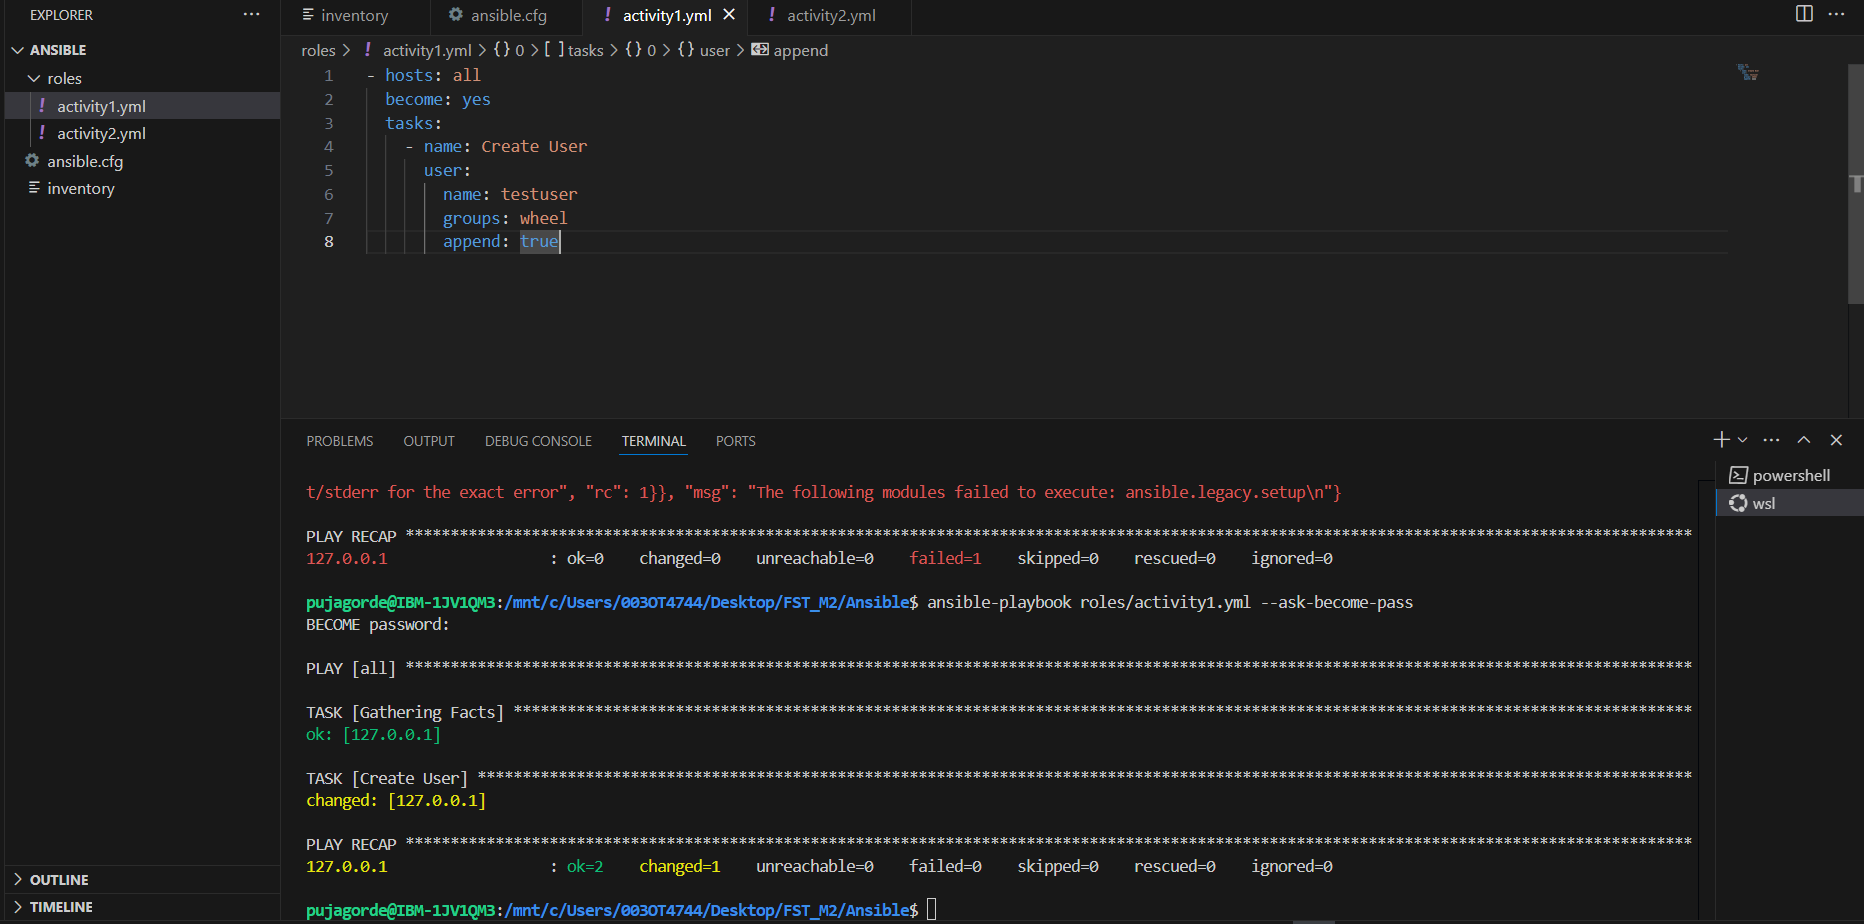 EXPLORER
ANSIBLE
roles
activity1.yml
activity2.yml
ansible.cfg
inventory
OUTLINE
TIMELINE
inventory
ansible.cfg
activity1.yml
activity2.yml
roles > ! activity1.yml > {} 0 > [ ] tasks > {} 0 > {} user > append
1 - hosts: all
2 become: yes
3 tasks:
4 - name: Create User
5 user:
6 name: testuser
7 groups: wheel
8 append: true
PROBLEMS OUTPUT DEBUG CONSOLE TERMINAL PORTS
powershell
wsl
t/stderr for the exact error", "rc": 1}}, "msg": "The following modules failed to execute: ansible.legacy.setup\n"}
PLAY RECAP ***********************************************************************************************************************************************
127.0.0.1 : ok=0 changed=0 unreachable=0 failed=1 skipped=0 rescued=0 ignored=0
pujagorde@IBM-1JV1QM3:/mnt/c/Users/003OT4744/Desktop/FST_M2/Ansible$ ansible-playbook roles/activity1.yml --ask-become-pass
BECOME password:
PLAY [all] ***********************************************************************************************************************************************
TASK [Gathering Facts] ***********************************************************************************************************************************
ok: [127.0.0.1]
TASK [Create User] ***************************************************************************************************************************************
changed: [127.0.0.1]
PLAY RECAP ***********************************************************************************************************************************************
127.0.0.1 : ok=2 changed=1 unreachable=0 failed=0 skipped=0 rescued=0 ignored=0
pujagorde@IBM-1JV1QM3:/mnt/c/Users/003OT4744/Desktop/FST_M2/Ansible$